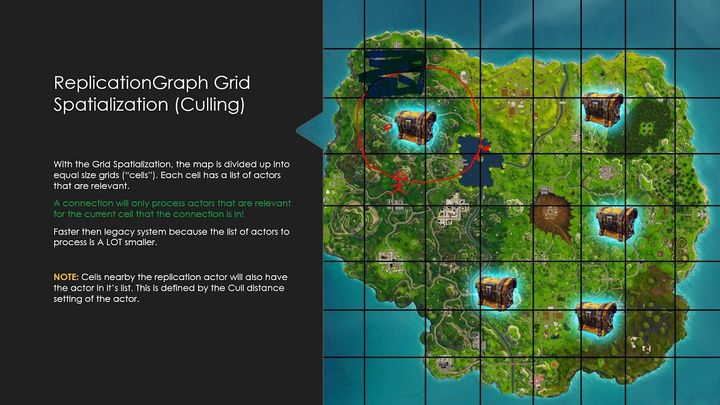 ReplicationGraph Grid
Spatialization (Culling)
With the Grid Spatialization, the map is divided up into
equal size grids ("cells"). Each cell has a list of actors
that are relevant.
A connection will only process actors that are relevant
for the current cell that the connection is in!
Faster then legacy system because the list of actors to
process is A LOT smaller.
NOTE: Cells nearby the replication actor will also have
the actor in it's list. This is defined by the Cull distance
setting of the actor.